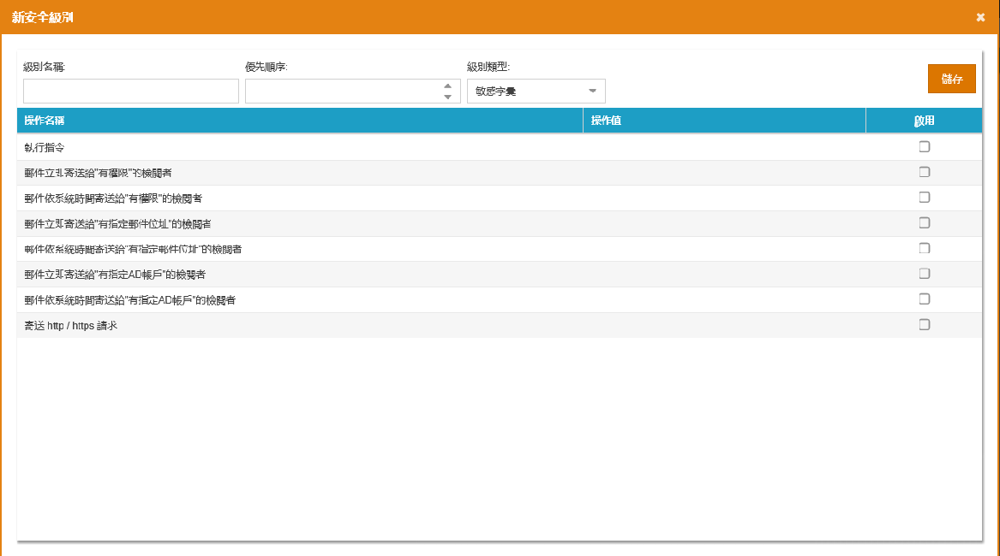 新安全級別
級別名稱:
優先順序:
級別類型:
敏感字彙
儲存
操作名稱
操作值
啟用
執行指令
郵件立即寄送給"有權限"的檢閱者
郵件依系統時間寄送給"有權限"的檢閱者
郵件立即寄送給"有指定郵件位址"的檢閱者
郵件依系統時間寄送給"有指定郵件位址"的檢閱者
郵件立即寄送給"有指定AD帳戶"的檢閱者
郵件依系統時間寄送給"有指定AD帳戶"的檢閱者
寄送 http / https 請求